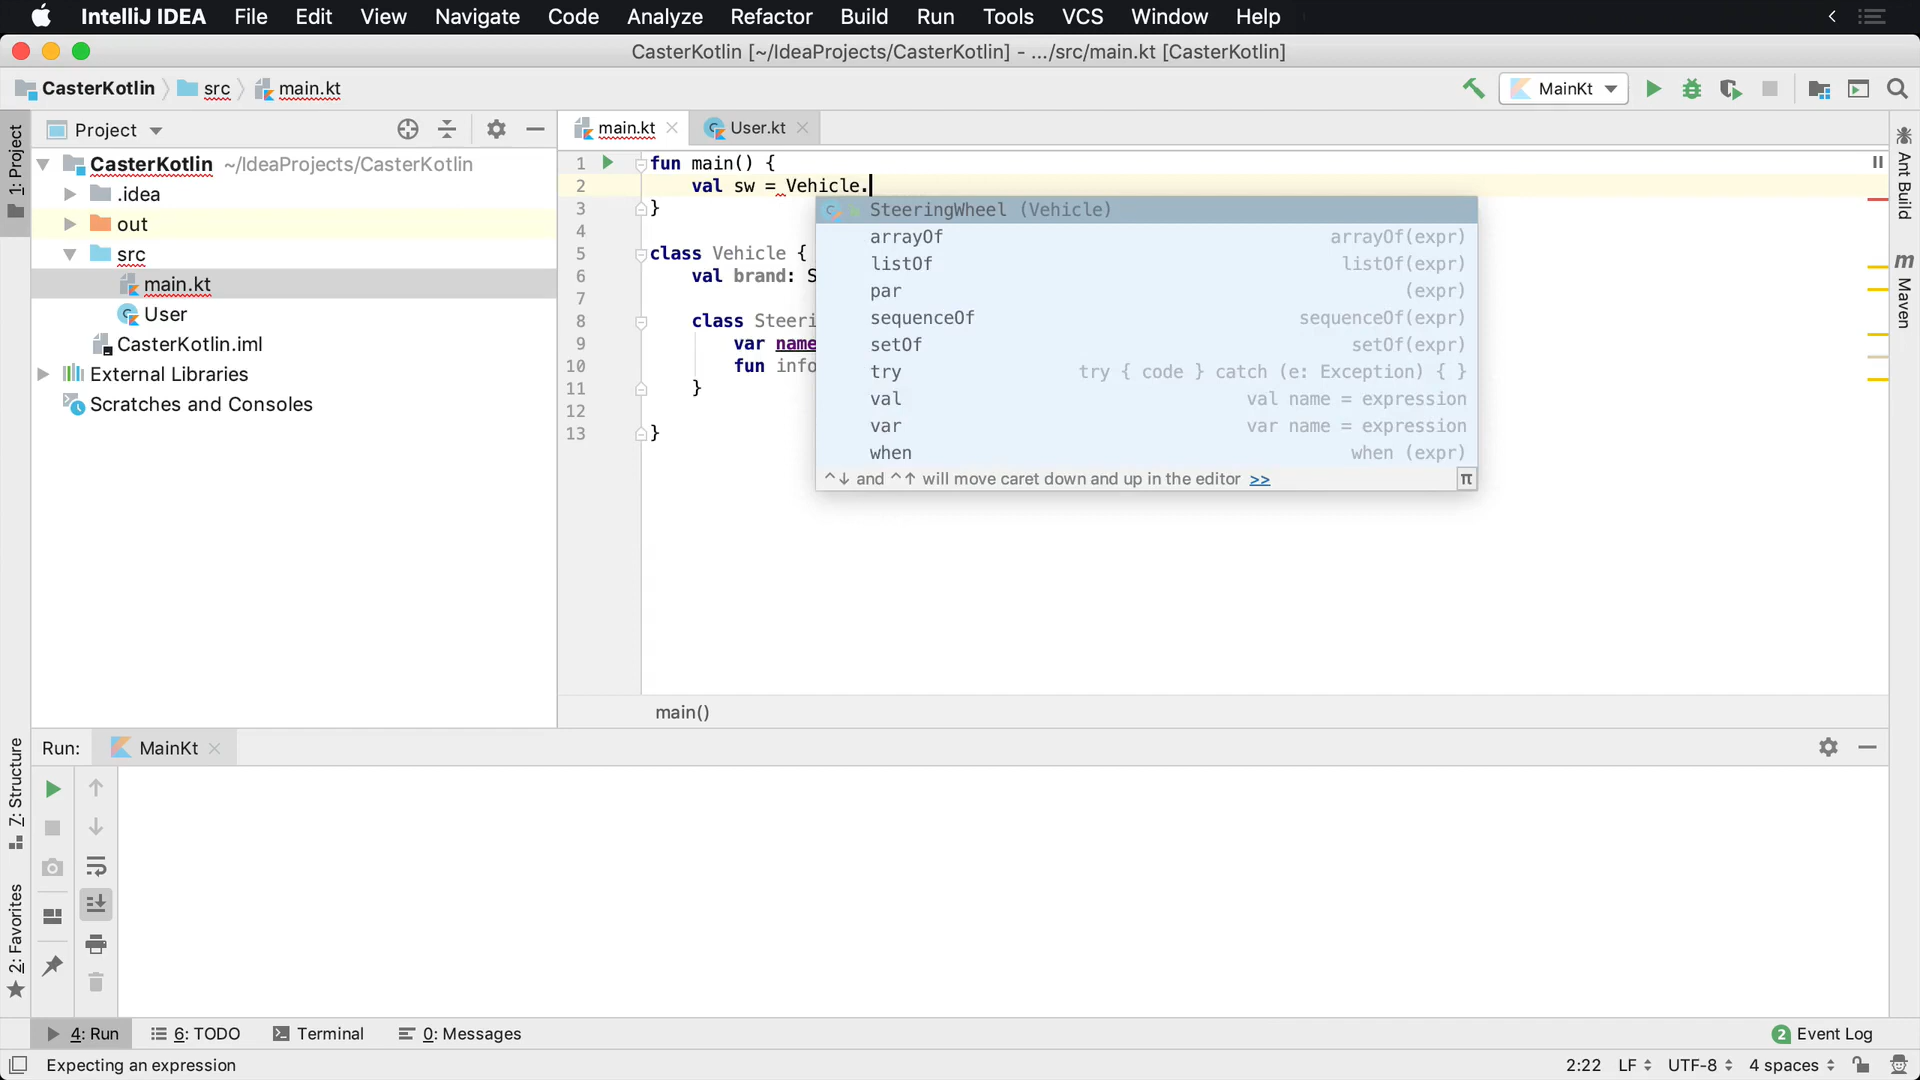 IntelliJ IDEA File Edit View Navigate Code Analyze Refactor Build Run Tools VCS Window Help
CasterKotlin [~/IdeaProjects/CasterKotlin] - .../src/main.kt [CasterKotlin]
CasterKotlin src main.kt MainKt
Project main.kt User.kt
1: Project
CasterKotlin ~/IdeaProjects/CasterKotlin
.idea
out
src
main.kt
User
CasterKotlin.iml
External Libraries
Scratches and Consoles
1 fun main() {
2 val sw = Vehicle.
3 }
4
5 class Vehicle {
6 val brand: S
7
8 class Steeri
9 var name
10 fun info
11 }
12
13 }
SteeringWheel (Vehicle)
arrayOf arrayOf(expr)
listOf listOf(expr)
par (expr)
sequenceOf sequenceOf(expr)
setOf setOf(expr)
try try { code } catch (e: Exception) { }
val val name = expression
var var name = expression
when when (expr)
^↓ and ^↑ will move caret down and up in the editor >> π
main()
Ant Build
m Maven
Run: MainKt
Z: Structure
2: Favorites
4: Run 6: TODO Terminal 0: Messages 2 Event Log
Expecting an expression 2:22 LF UTF-8 4 spaces